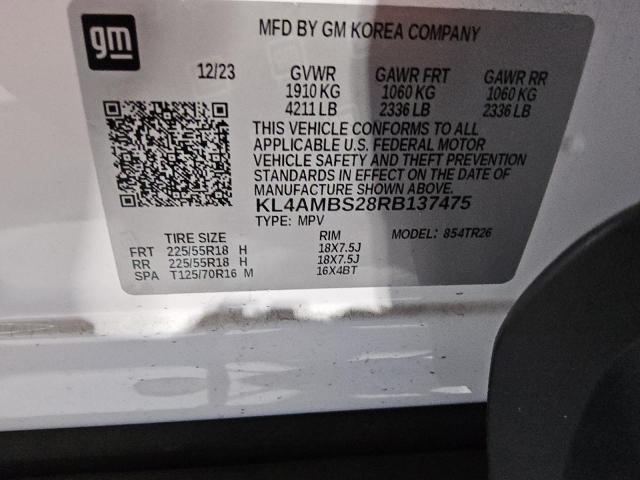 gm
MFD BY GM KOREA COMPANY
12/23 GVWR GAWR FRT GAWR RR
1910 KG 1060 KG 1060 KG
4211 LB 2336 LB 2336 LB
THIS VEHICLE CONFORMS TO ALL
APPLICABLE U.S. FEDERAL MOTOR
VEHICLE SAFETY AND THEFT PREVENTION
STANDARDS IN EFFECT ON THE DATE OF
MANUFACTURE SHOWN ABOVE.
KL4AMBS28RB137475
TYPE: MPV MODEL: 854TR26
TIRE SIZE RIM
FRT 225/55R18 H 18X7.5J
RR 225/55R18 H 18X7.5J
SPA T125/70R16 M 16X4BT